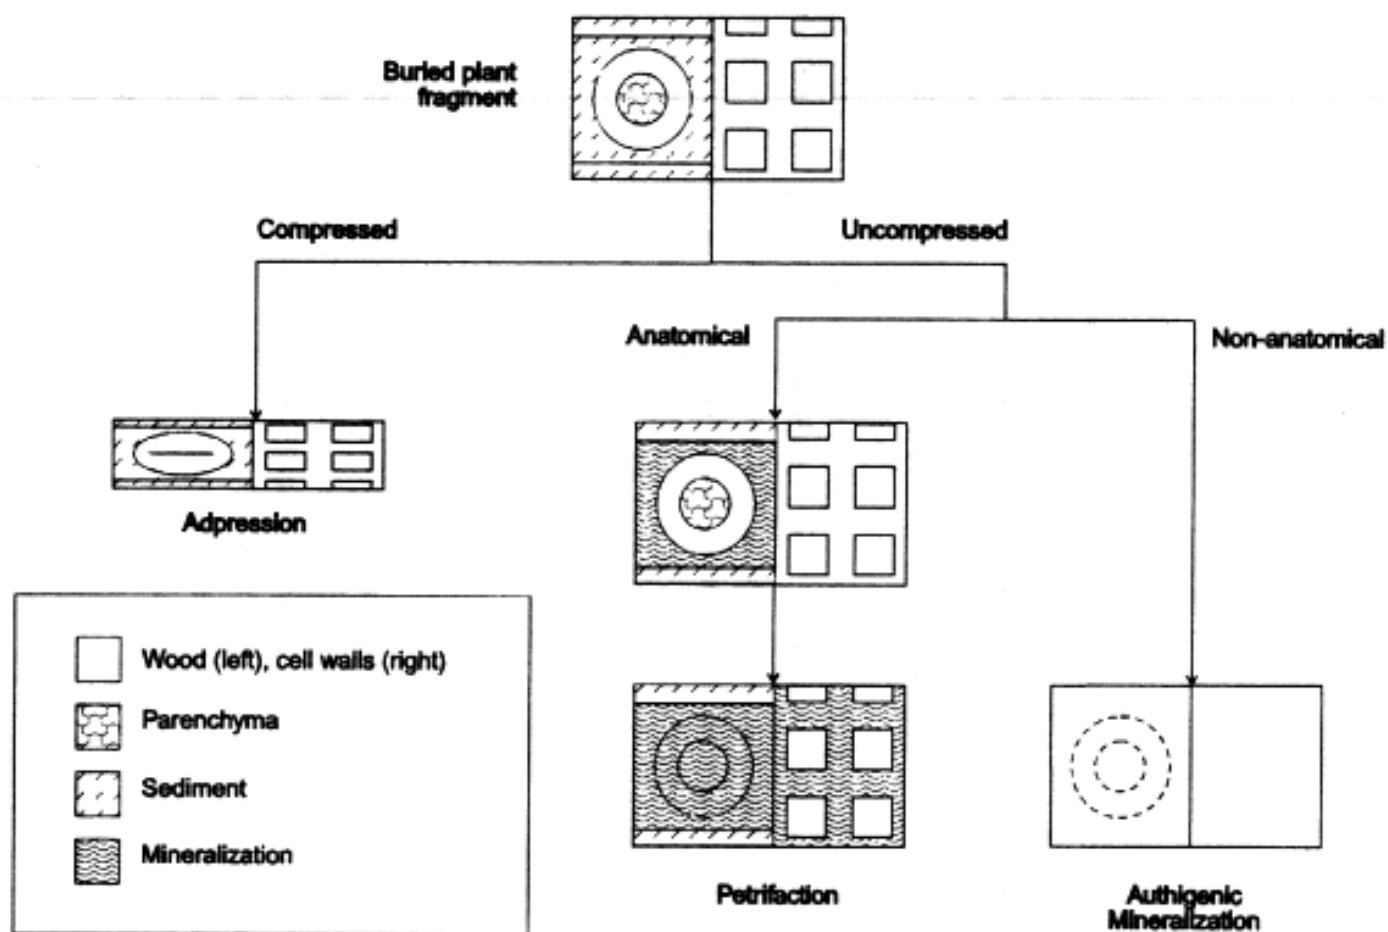 Buried plant
fragment
Compressed
Uncompressed
Anatomical
Non-anatomical
Adpression
Wood (left), cell walls (right)
Parenchyma
Sediment
Mineralization
Petrifaction
Authigenic
Mineralization